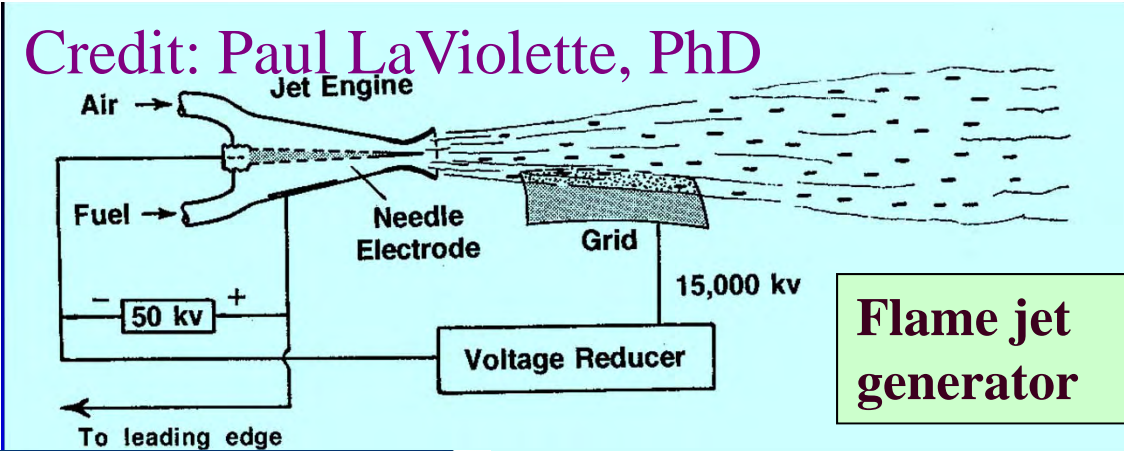 Credit: Paul LaViolette, PhD
Jet Engine
Air
Fuel
Needle
Electrode
Grid
15,000 kv
− 50 kv +
Voltage Reducer
Flame jet
generator
To leading edge